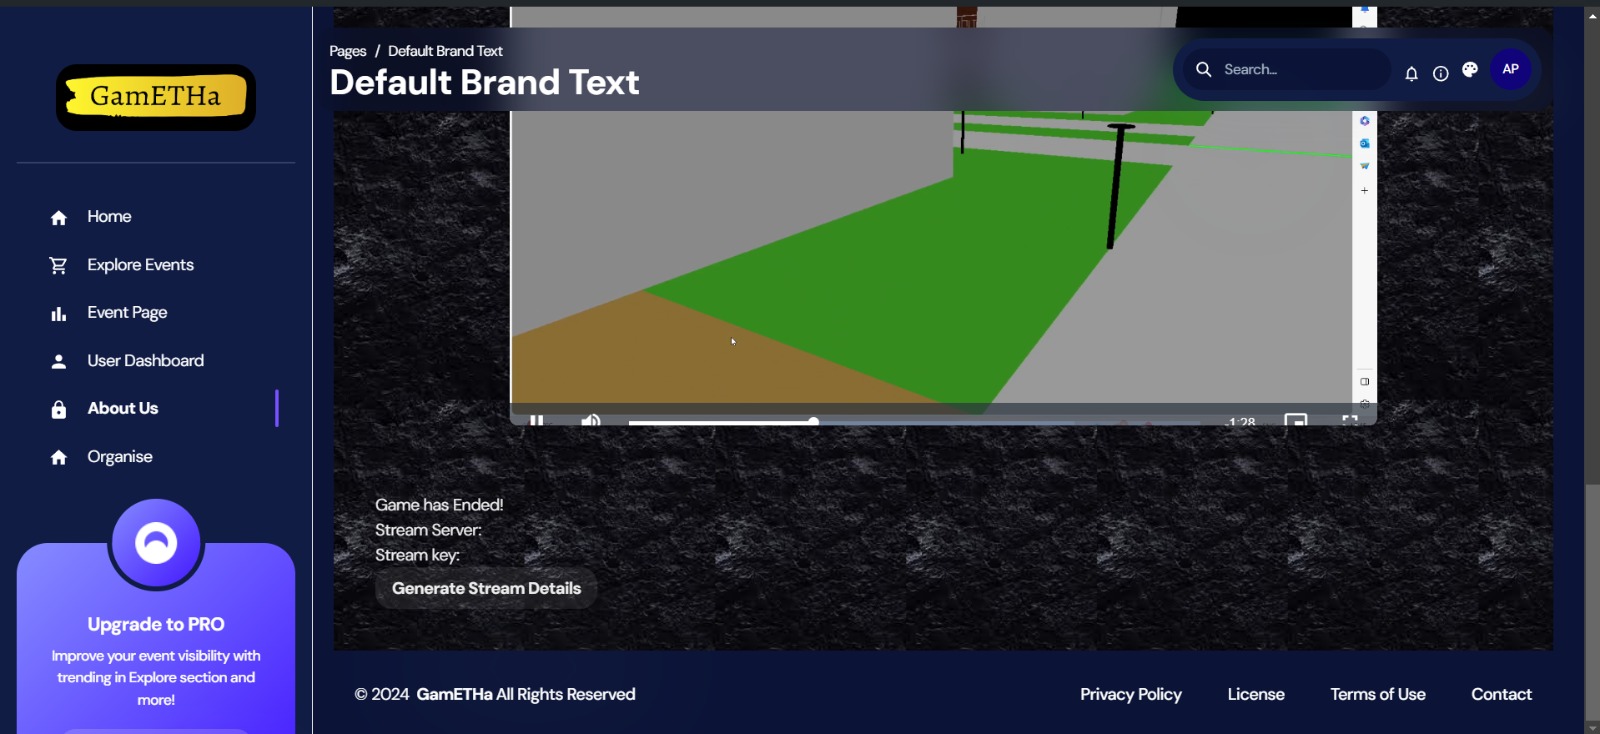 GamETHa
Home
Explore Events
Event Page
User Dashboard
About Us
Organise
Upgrade to PRO
Improve your event visibility with
trending in Explore section and
more!
Pages / Default Brand Text
Default Brand Text
Search...
AP
-1:28
Game has Ended!
Stream Server:
Stream key:
Generate Stream Details
© 2024 GamETHa All Rights Reserved
Privacy Policy
License
Terms of Use
Contact